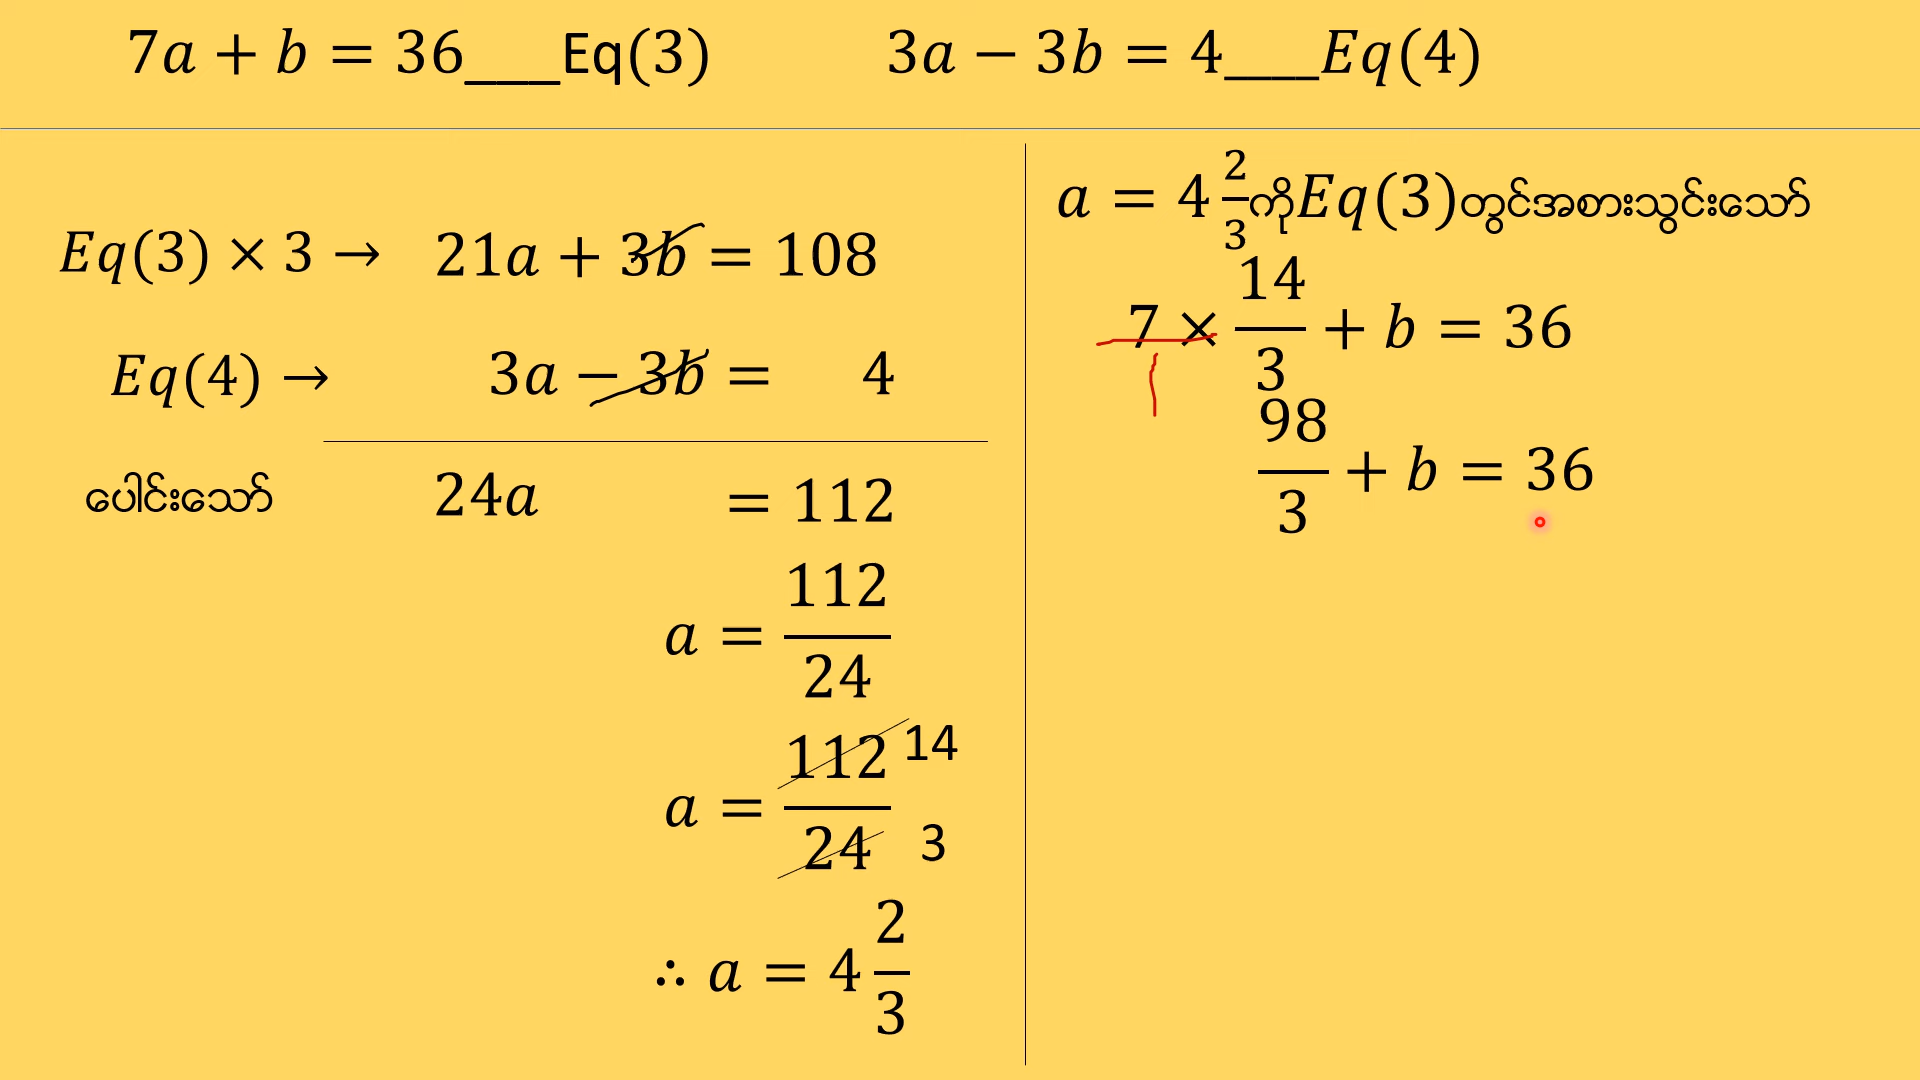 7a + b = 36___Eq(3)
3a − 3b = 4___Eq(4)
Eq(3) × 3 → 21a + 3b = 108
Eq(4) → 3a − 3b = 4
ပေါင်းသော် 24a = 112
a = 112/24
a = 112/24 14 3
∴ a = 4 2/3
a = 4 2/3 ကို Eq(3)တွင်အစားသွင်းသော်
7 × 14/3 + b = 36
98/3 + b = 36